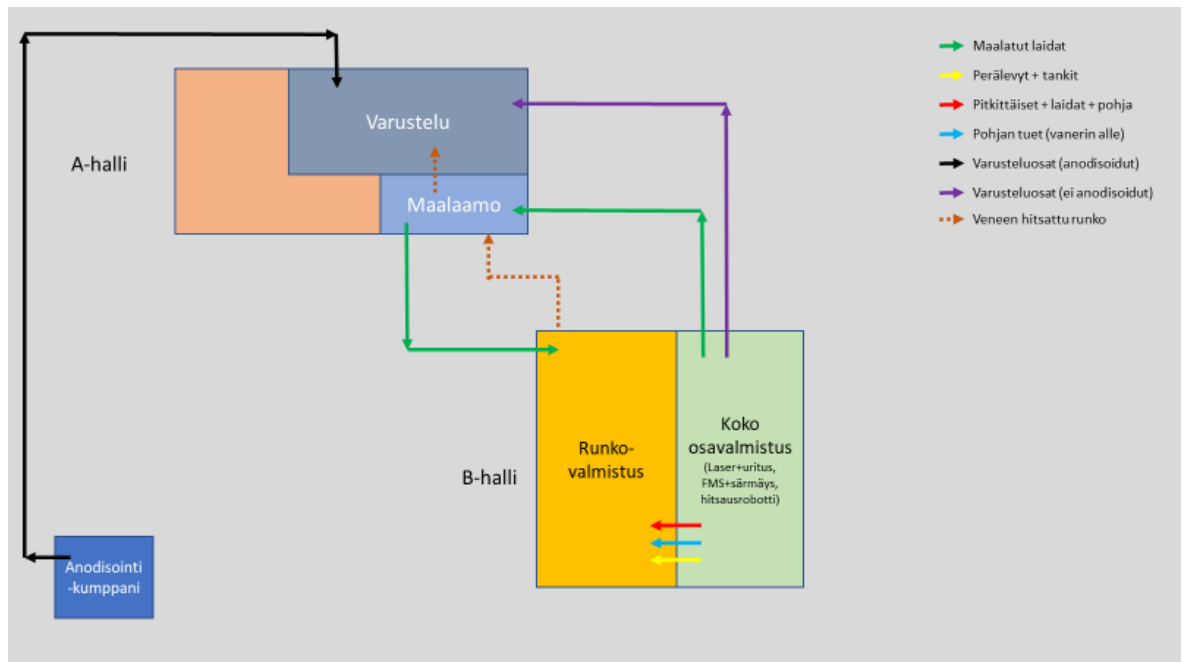 Maalatut laidat
Perälevyt + tankit
Pitkittäiset + laidat + pohja
Pohjan tuet (vanerin alle)
Varusteluosat (anodisoidut)
Varusteluosat (ei anodisoidut)
Veneen hitsattu runko
Varustelu
A-halli
Maalaamo
Runko-
valmistus
Koko
osavalmistus
(Laser+uritus,
FMS+särmäys,
hitsausrobotti)
B-halli
Anodisointi
-kumppani